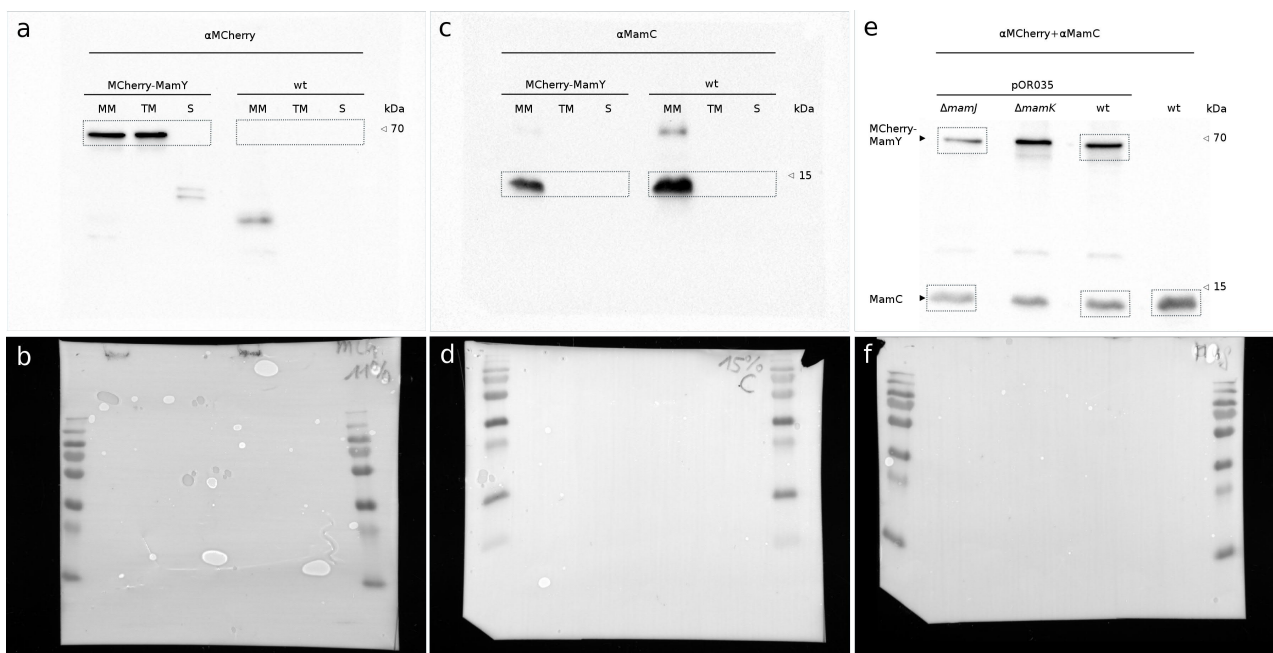 a
αMCherry
MCherry-MamY wt
MM TM S MM TM S kDa
◁ 70
c
αMamC
MCherry-MamY wt
MM TM S MM TM S kDa
◁ 15
e
αMCherry+αMamC
pOR035
ΔmamJ ΔmamK wt wt kDa
MCherry-
MamY
◁ 70
◁ 15
MamC
b
11%
d
15%
C
f